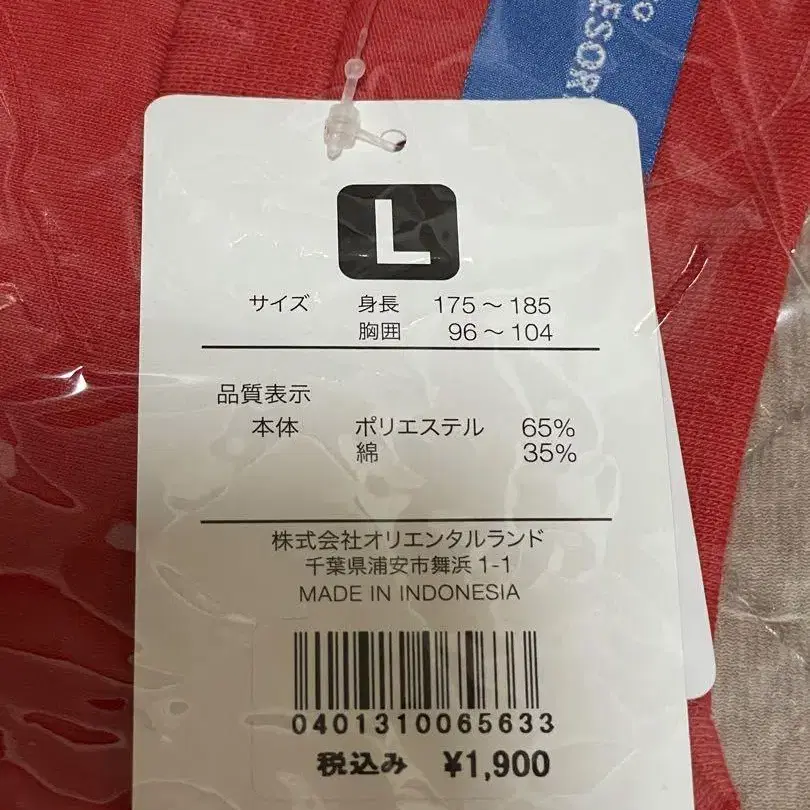 L
サイズ 身長 175～185
胸囲 96～104
品質表示
本体 ポリエステル 65%
綿 35%
株式会社オリエンタルランド
千葉県浦安市舞浜 1-1
MADE IN INDONESIA
0401310065633
税込み ¥1,900